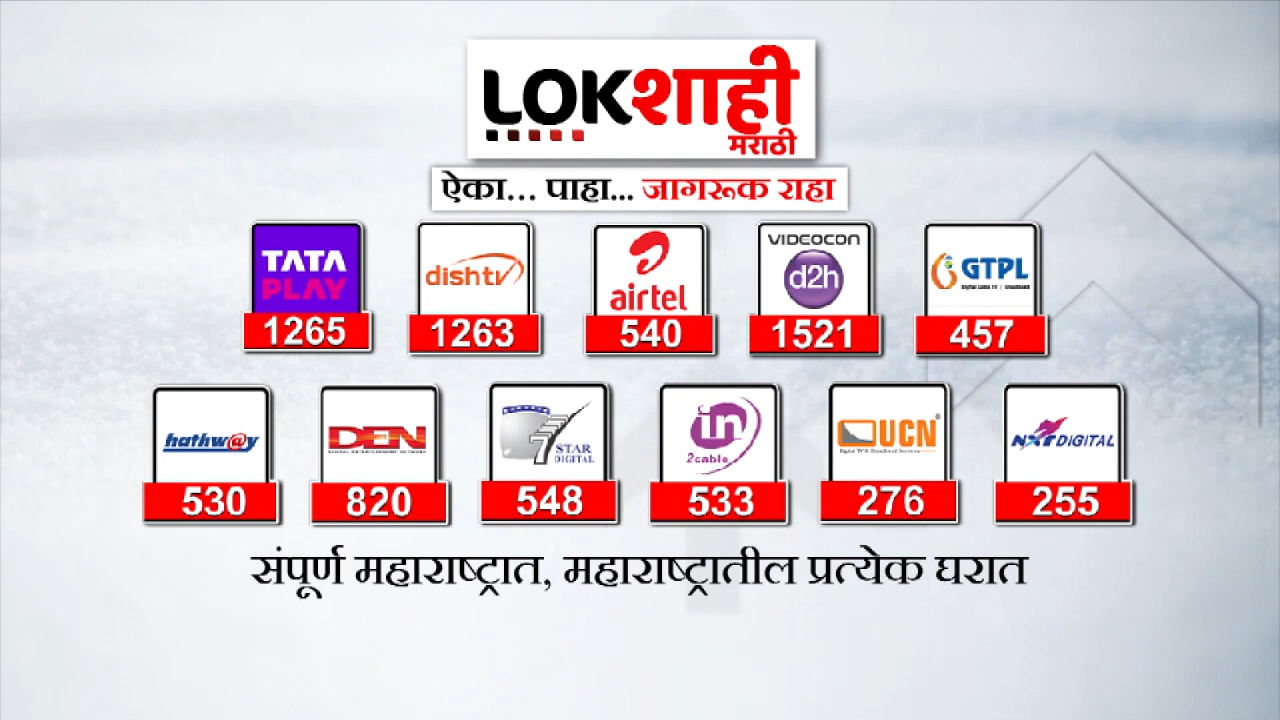 LOKशाही
मराठी
ऐका... पाहा... जागरूक राहा
TATA PLAY
1265
dishtv
1263
airtel
540
VIDEOCON d2h
1521
GTPL
457
hathw@y
530
DEN
820
7 STAR DIGITAL
548
in 2cable
533
UCN
276
NXT DIGITAL
255
संपूर्ण महाराष्ट्रात, महाराष्ट्रातील प्रत्येक घरात